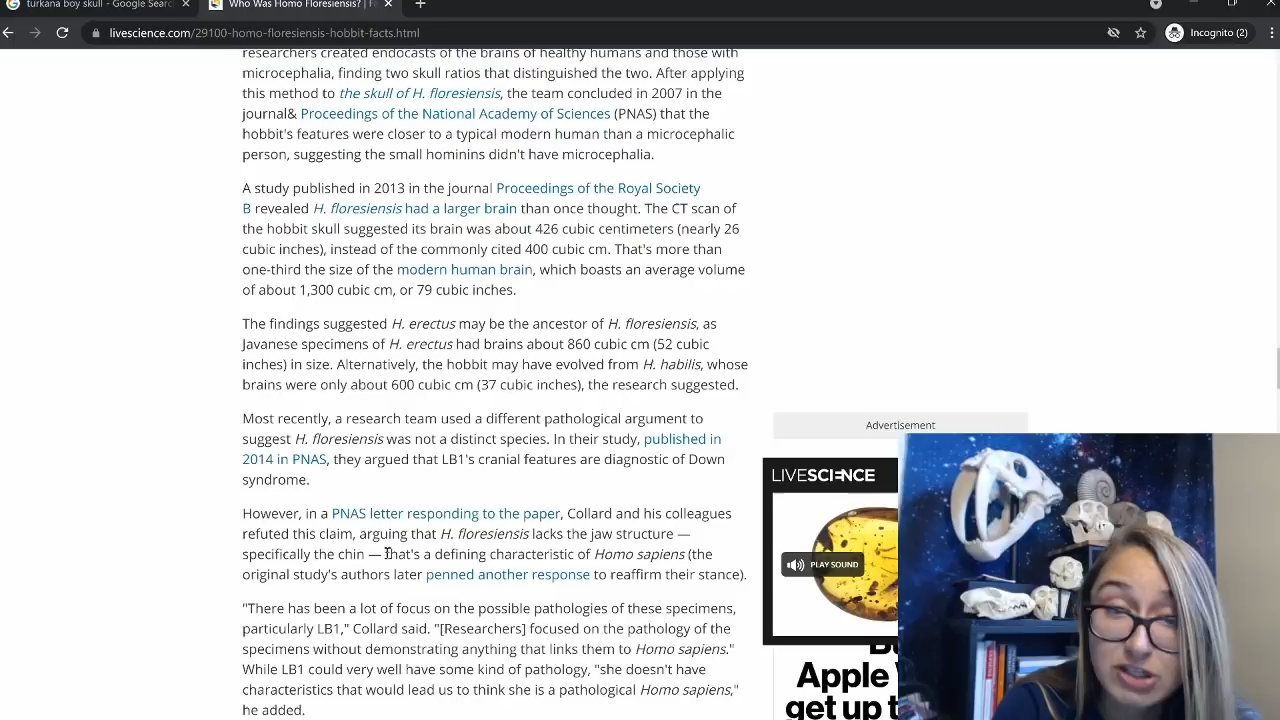 turkana boy skull - Google Searc
Who Was Homo Floresiensis? | Fa
livescience.com/29100-homo-floresiensis-hobbit-facts.html
Incognito (2)
researchers created endocasts of the brains of healthy humans and those with
microcephalia, finding two skull ratios that distinguished the two. After applying
this method to the skull of H. floresiensis, the team concluded in 2007 in the
journal& Proceedings of the National Academy of Sciences (PNAS) that the
hobbit's features were closer to a typical modern human than a microcephalic
person, suggesting the small hominins didn't have microcephalia.
A study published in 2013 in the journal Proceedings of the Royal Society
B revealed H. floresiensis had a larger brain than once thought. The CT scan of
the hobbit skull suggested its brain was about 426 cubic centimeters (nearly 26
cubic inches), instead of the commonly cited 400 cubic cm. That's more than
one-third the size of the modern human brain, which boasts an average volume
of about 1,300 cubic cm, or 79 cubic inches.
The findings suggested H. erectus may be the ancestor of H. floresiensis, as
Javanese specimens of H. erectus had brains about 860 cubic cm (52 cubic
inches) in size. Alternatively, the hobbit may have evolved from H. habilis, whose
brains were only about 600 cubic cm (37 cubic inches), the research suggested.
Most recently, a research team used a different pathological argument to
suggest H. floresiensis was not a distinct species. In their study, published in
2014 in PNAS, they argued that LB1's cranial features are diagnostic of Down
syndrome.
However, in a PNAS letter responding to the paper, Collard and his colleagues
refuted this claim, arguing that H. floresiensis lacks the jaw structure —
specifically the chin — that's a defining characteristic of Homo sapiens (the
original study's authors later penned another response to reaffirm their stance).
"There has been a lot of focus on the possible pathologies of these specimens,
particularly LB1," Collard said. "[Researchers] focused on the pathology of the
specimens without demonstrating anything that links them to Homo sapiens."
While LB1 could very well have some kind of pathology, "she doesn't have
characteristics that would lead us to think she is a pathological Homo sapiens,"
he added.
Advertisement
LIVESCIENCE
PLAY SOUND
Apple
get up t